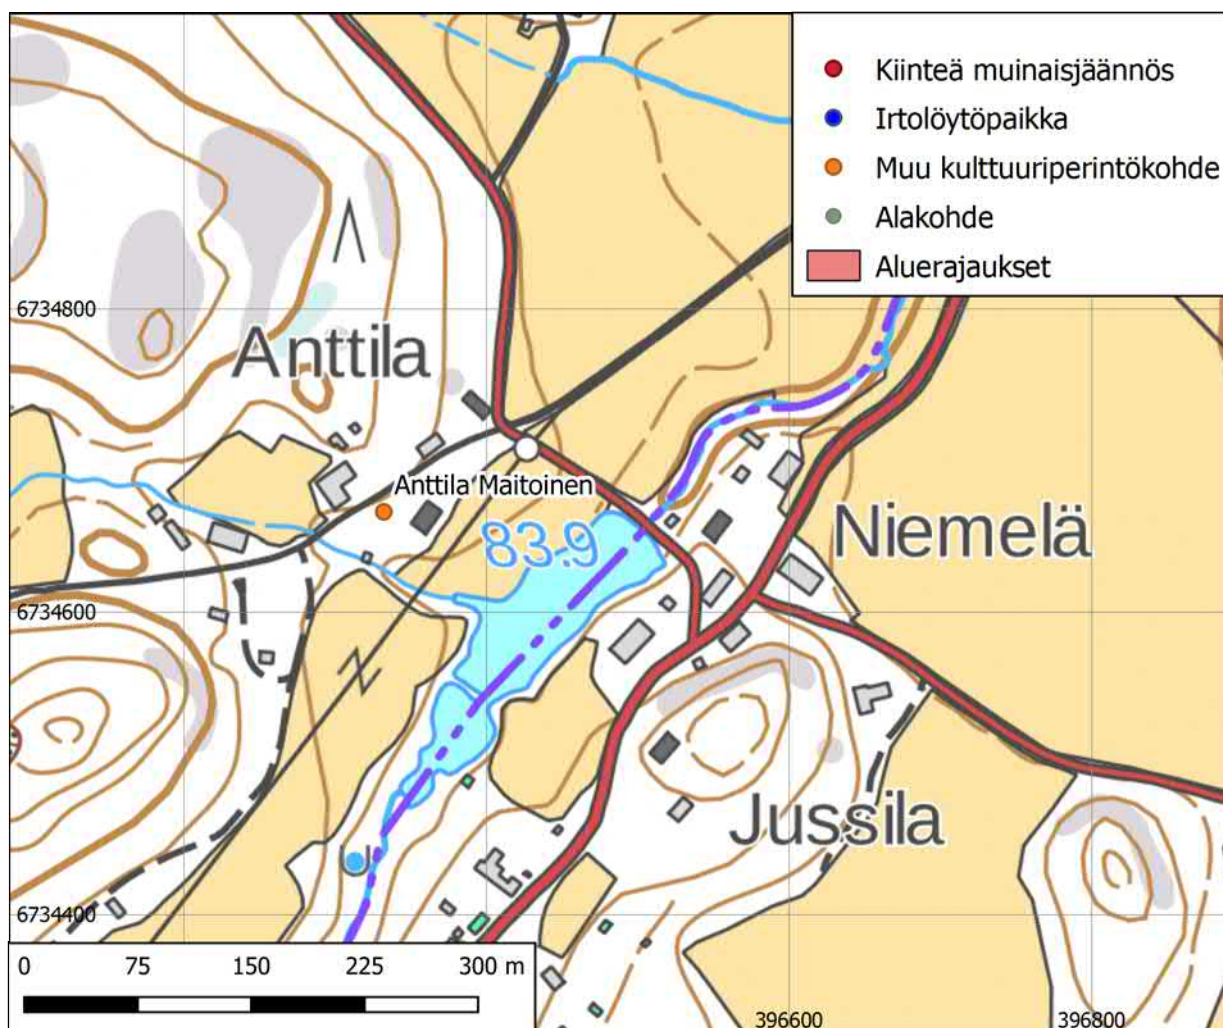 Kiinteä muinaisjäännös
Irtolöytöpaikka
Muu kulttuuriperintökohde
Alakohde
Aluerajaukset
6734800
Anttila
Anttila Maitoinen
83.9
Niemelä
6734600
Jussila
6734400
0 75 150 225 300 m
396600
396800